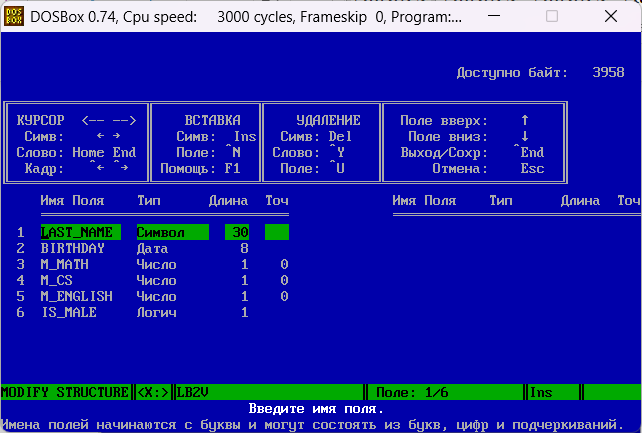 DOSBox 0.74, Cpu speed: 3000 cycles, Frameskip 0, Program:...
Доступно байт: 3958
КУРСОР <-- --> ВСТАВКА УДАЛЕНИЕ Поле вверх: ↑
Симв: ← → Симв: Ins Симв: Del Поле вниз: ↓
Слово: Home End Поле: ^N Слово: ^Y Выход/Сохр: ^End
Кадр: ^← ^→ Помощь: F1 Поле: ^U Отмена: Esc
Имя Поля Тип Длина Точ Имя Поля Тип Длина Точ
1 LAST_NAME Символ 30
2 BIRTHDAY Дата 8
3 M_MATH Число 1 0
4 M_CS Число 1 0
5 M_ENGLISH Число 1 0
6 IS_MALE Логич 1
MODIFY STRUCTURE <X:> LB2V Поле: 1/6 Ins
Введите имя поля.
Имена полей начинаются с буквы и могут состоять из букв, цифр и подчеркиваний.